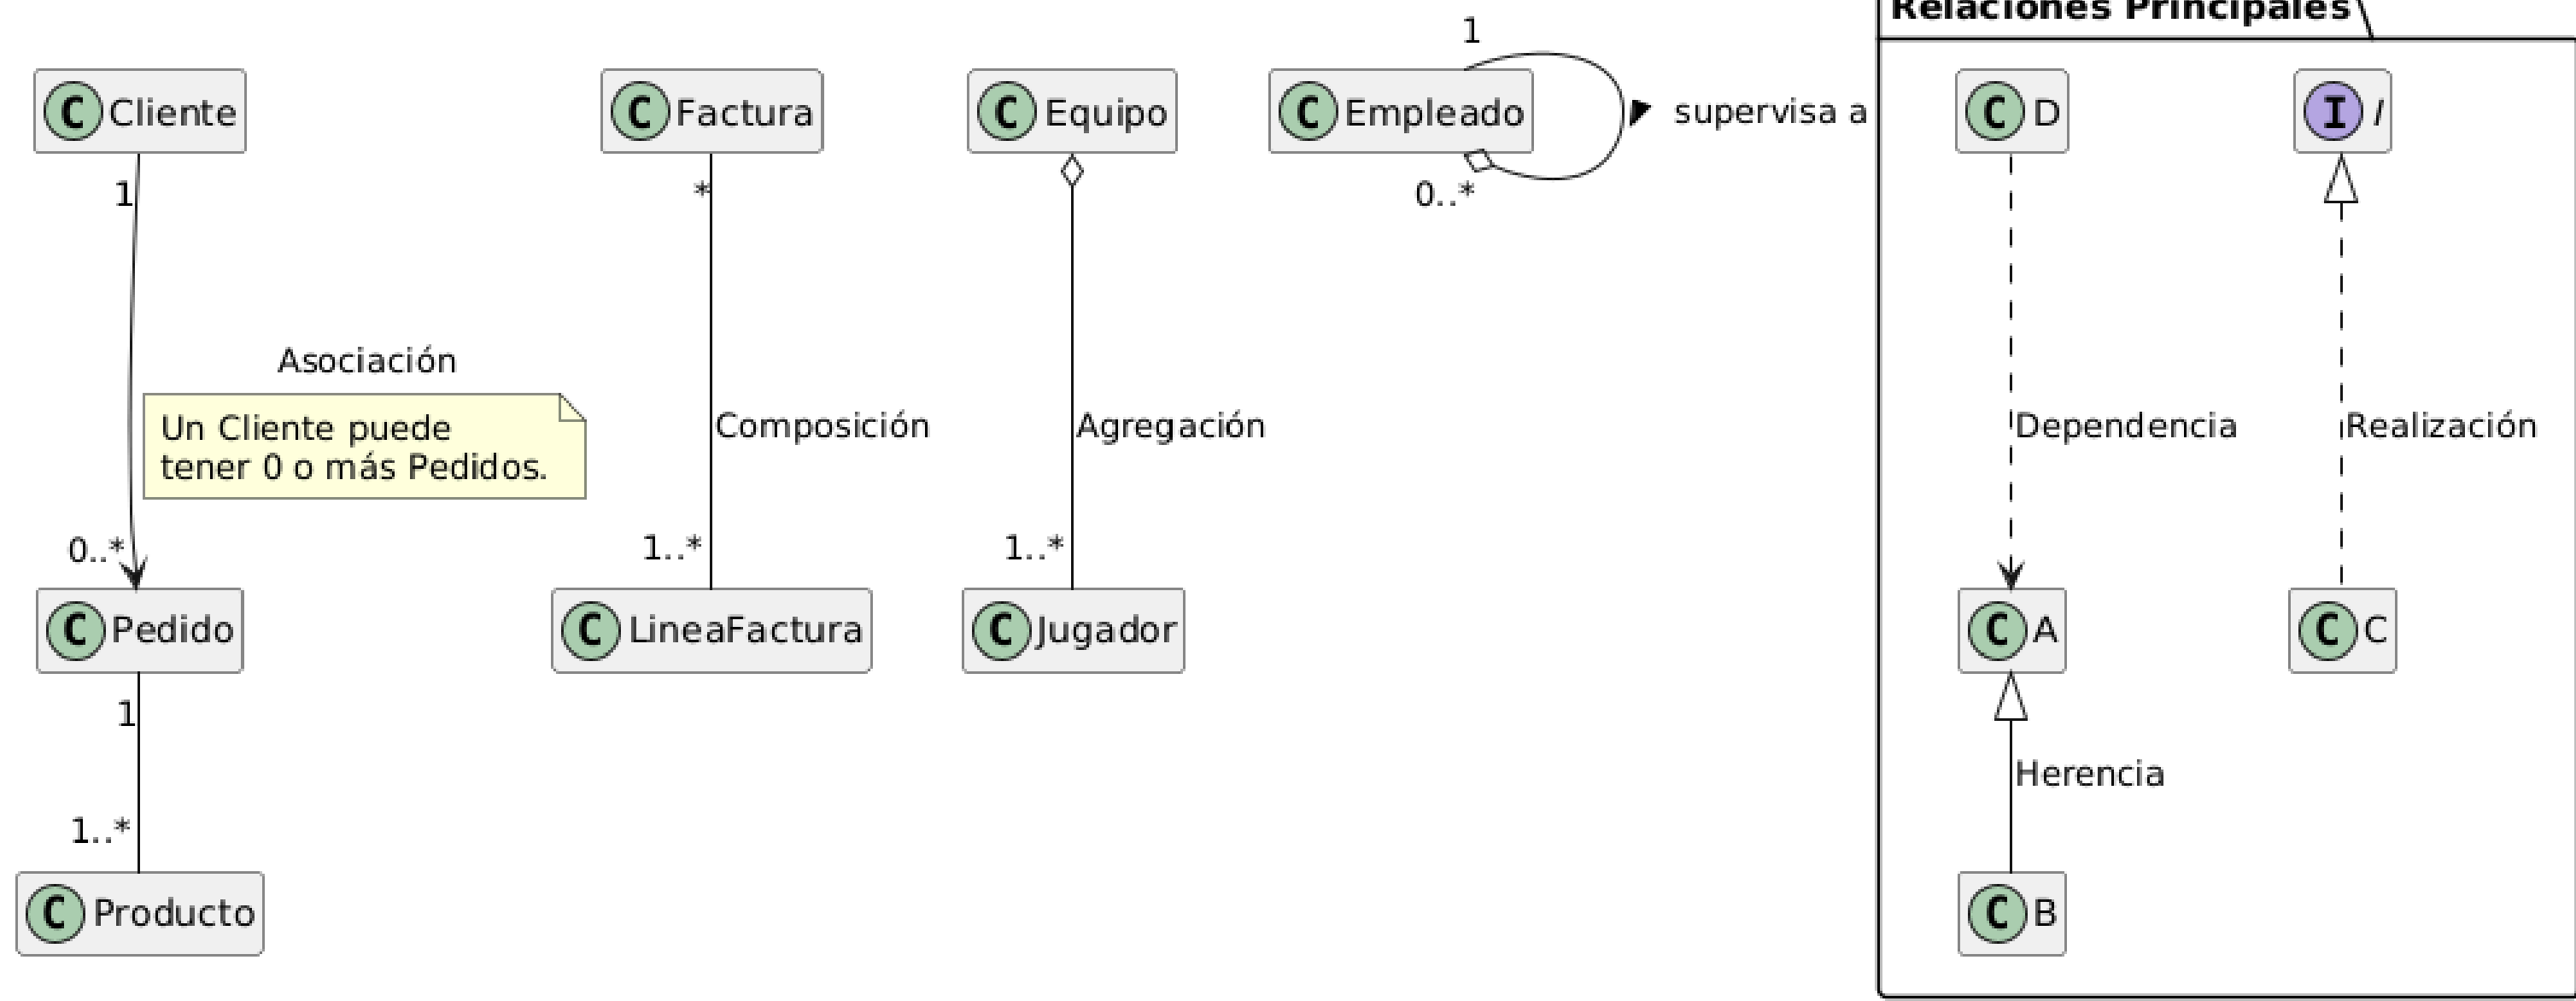 Relaciones Principales
1
C Cliente
C Factura
C Equipo
C Empleado
supervisa a
C D
I I
1
*
0..*
Asociación
Un Cliente puede
tener 0 o más Pedidos.
Composición
Agregación
Dependencia
Realización
0..*
1..*
1..*
C Pedido
C LineaFactura
C Jugador
C A
C C
1
Herencia
1..*
C Producto
C B